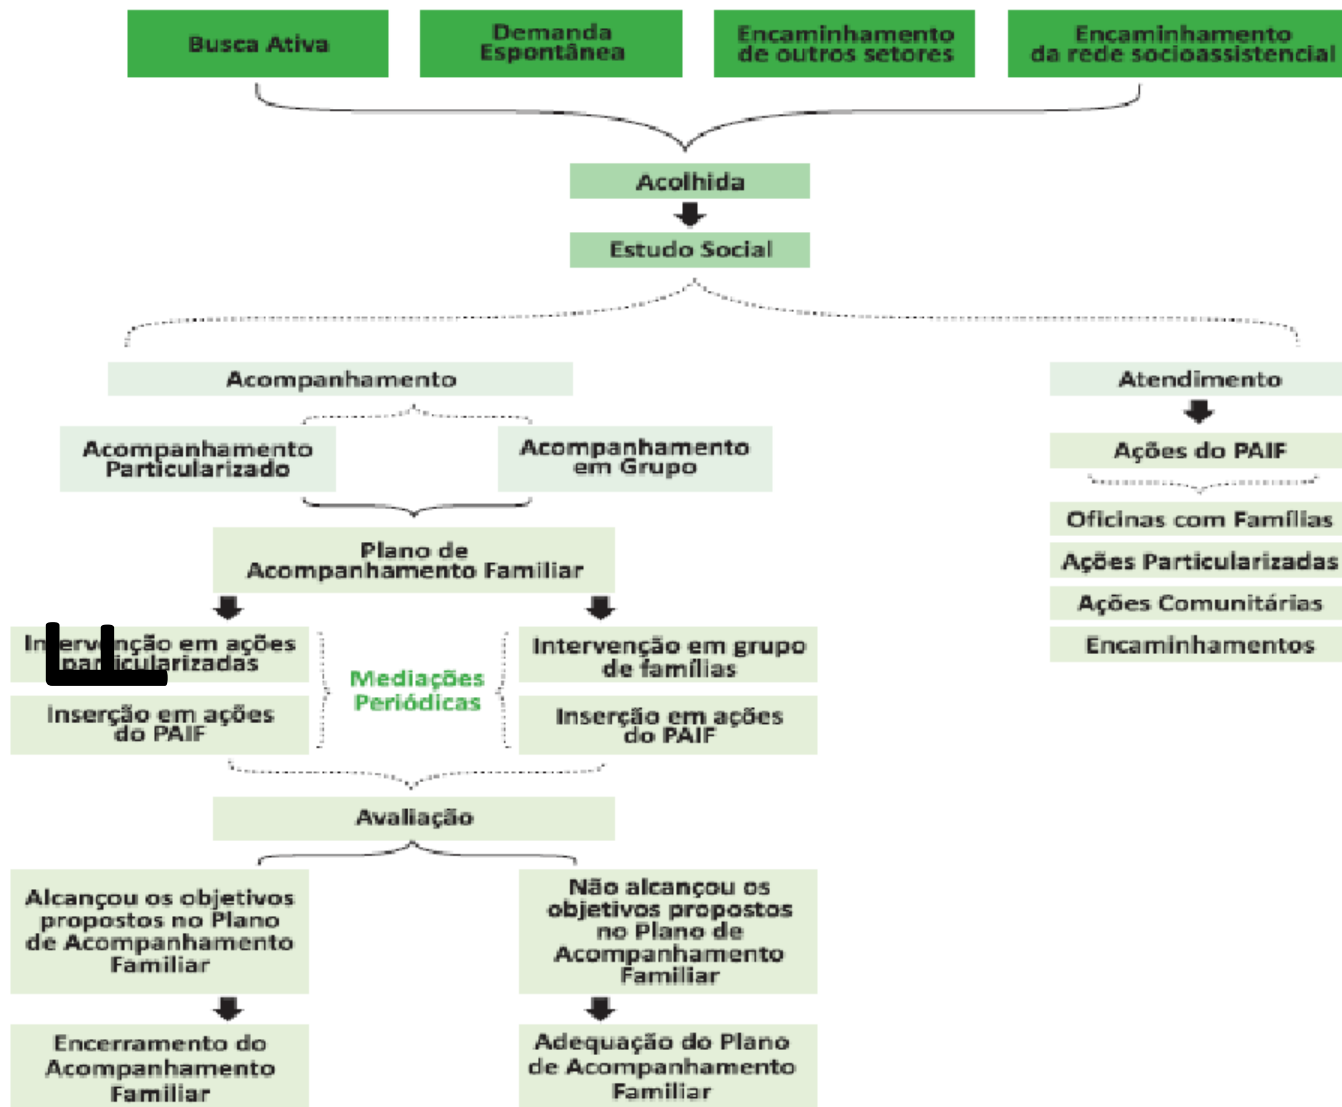 Busca Ativa
Demanda
Espontânea
Encaminhamento
de outros setores
Encaminhamento
da rede socioassistencial
Acolhida
Estudo Social
Acompanhamento
Atendimento
Acompanhamento
Particularizado
Acompanhamento
em Grupo
Ações do PAIF
Oficinas com Famílias
Ações Particularizadas
Ações Comunitárias
Encaminhamentos
Plano de
Acompanhamento Familiar
Intervenção em ações
particularizadas
Mediações
Periódicas
Intervenção em grupo
de famílias
Inserção em ações
do PAIF
Inserção em ações
do PAIF
Avaliação
Alcançou os objetivos
propostos no Plano
de Acompanhamento
Familiar
Não alcançou os
objetivos propostos
no Plano de
Acompanhamento
Familiar
Encerramento do
Acompanhamento
Familiar
Adequação do Plano
de Acompanhamento
Familiar